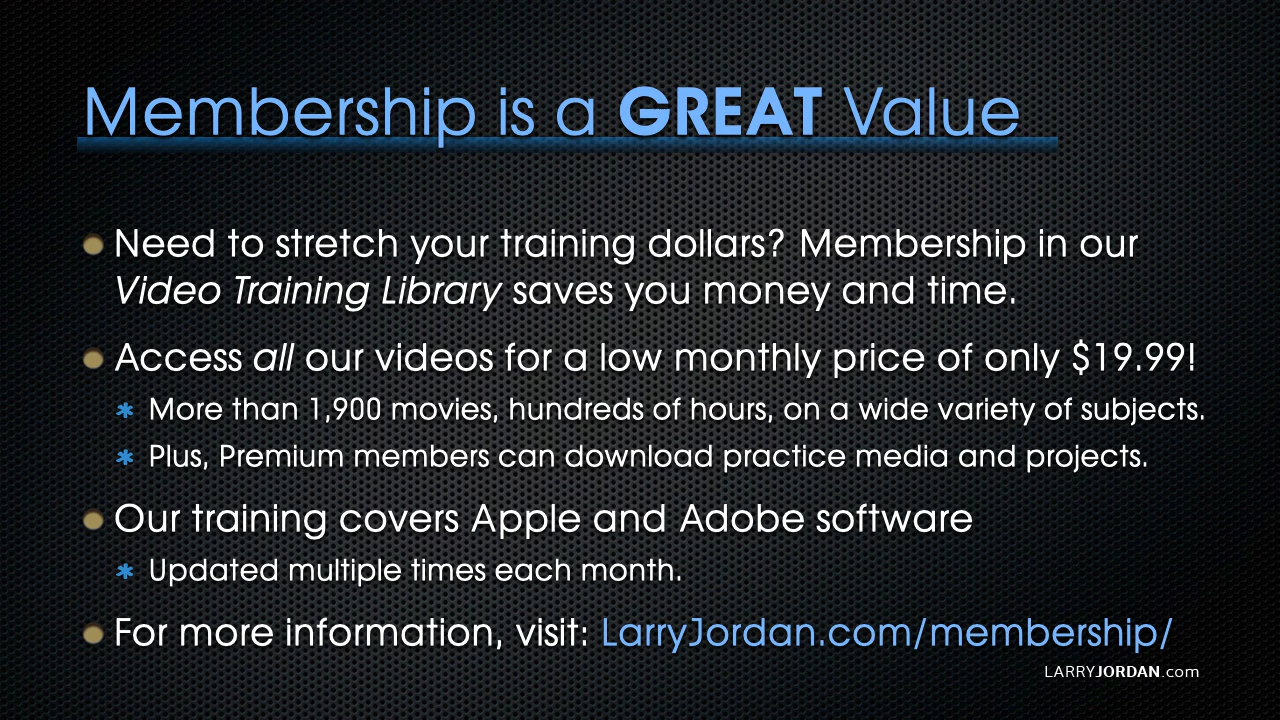 Membership is a GREAT Value
Need to stretch your training dollars? Membership in our
Video Training Library saves you money and time.
Access all our videos for a low monthly price of only $19.99!
More than 1,900 movies, hundreds of hours, on a wide variety of subjects.
Plus, Premium members can download practice media and projects.
Our training covers Apple and Adobe software
Updated multiple times each month.
For more information, visit: LarryJordan.com/membership/
LARRYJORDAN.com